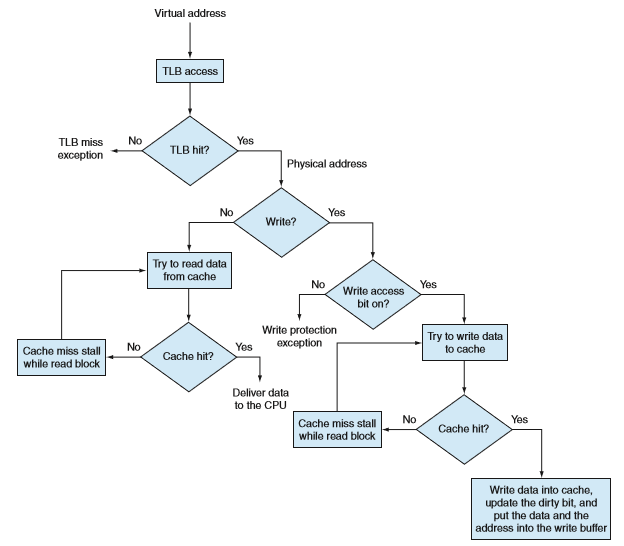 Virtual address
TLB access
TLB miss
exception
No
TLB hit?
Yes
Physical address
No
Write?
Yes
Try to read data
from cache
No
Write access
bit on?
Yes
Write protection
exception
Try to write data
to cache
Cache miss stall
while read block
No
Cache hit?
Yes
Deliver data
to the CPU
Cache miss stall
while read block
No
Cache hit?
Yes
Write data into cache,
update the dirty bit, and
put the data and the
address into the write buffer